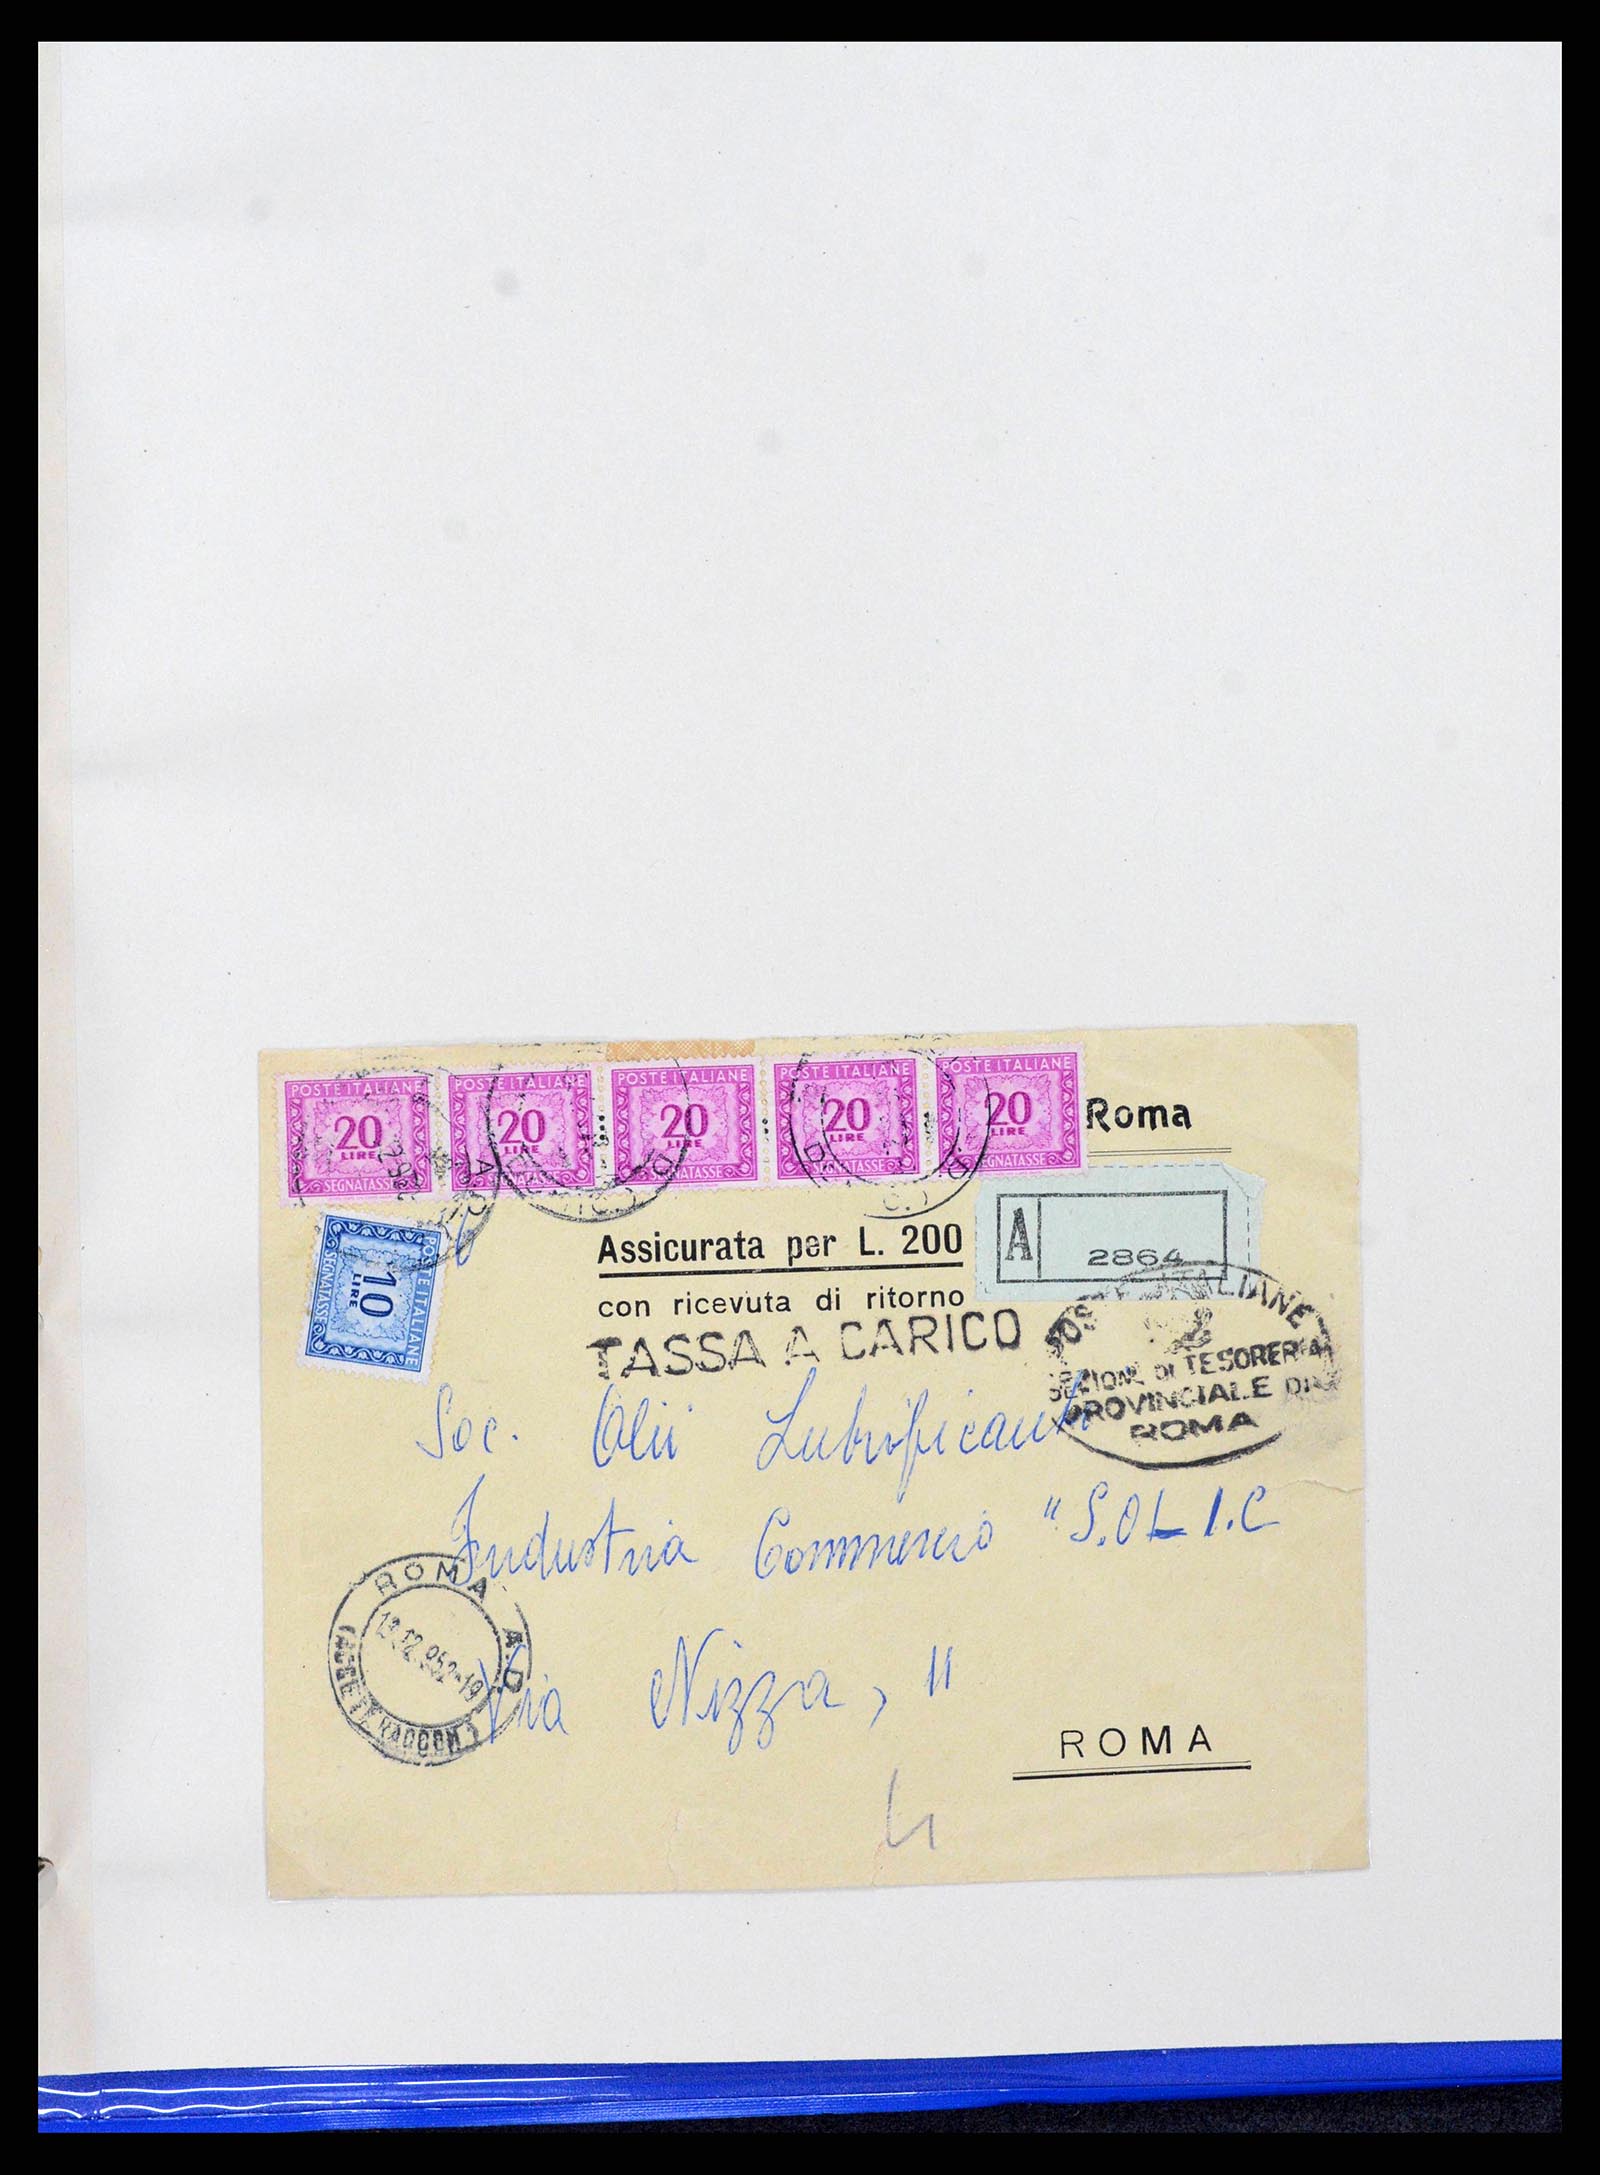 POSTE ITALIANE 20 LIRE SEGNATASSE
POSTE ITALIANE 20 LIRE SEGNATASSE
POSTE ITALIANE 20 LIRE SEGNATASSE
POSTE ITALIANE 20 LIRE SEGNATASSE
POSTE ITALIANE 20 LIRE SEGNATASSE
Roma
POSTE ITALIANE 10 LIRE SEGNATASSE
A 2864
Assicurata per L. 200
con ricevuta di ritorno
TASSA A CARICO
POSTE ITALIANE
SEZIONE DI TESORERIA
PROVINCIALE DI
ROMA
Soc. Olii Lubrificanti
Industria Commercio "S.OL.I.C
Via Nizza, 11
ROMA A.D.
ROMA